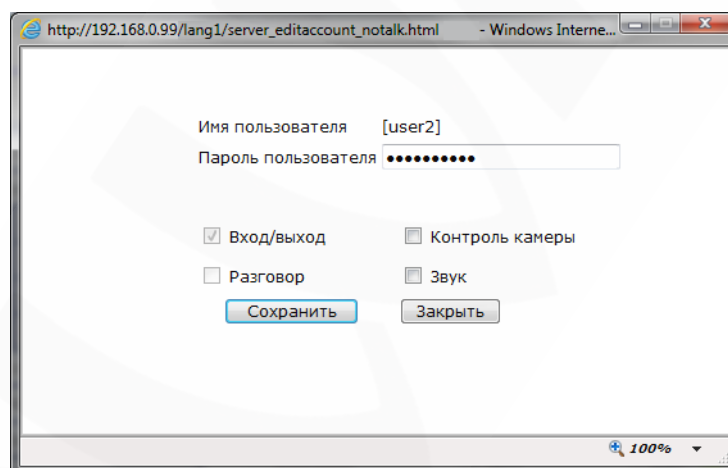 http://192.168.0.99/lang1/server_editaccount_notalk.html - Windows Interne...
Имя пользователя [user2]
Пароль пользователя ••••••••••
Вход/выход Контроль камеры
Разговор Звук
Сохранить Закрыть
100%